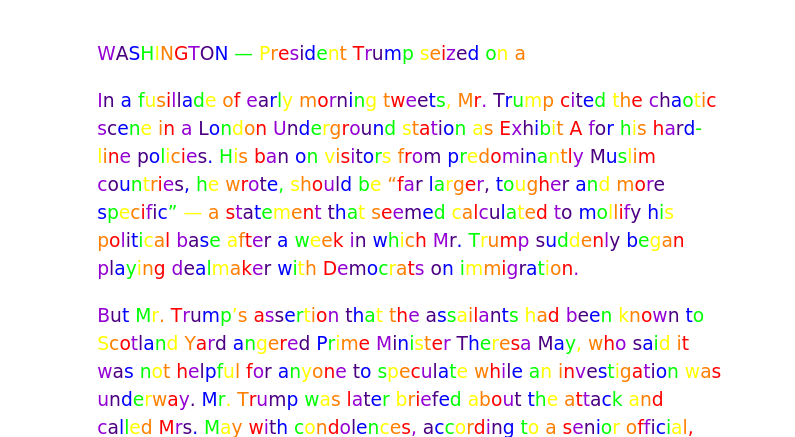 WASHINGTON — President Trump seized on a
In a fusillade of early morning tweets, Mr. Trump cited the chaotic
scene in a London Underground station as Exhibit A for his hard-
line policies. His ban on visitors from predominantly Muslim
countries, he wrote, should be “far larger, tougher and more
specific” — a statement that seemed calculated to mollify his
political base after a week in which Mr. Trump suddenly began
playing dealmaker with Democrats on immigration.
But Mr. Trump’s assertion that the assailants had been known to
Scotland Yard angered Prime Minister Theresa May, who said it
was not helpful for anyone to speculate while an investigation was
underway. Mr. Trump was later briefed about the attack and
called Mrs. May with condolences, according to a senior official,